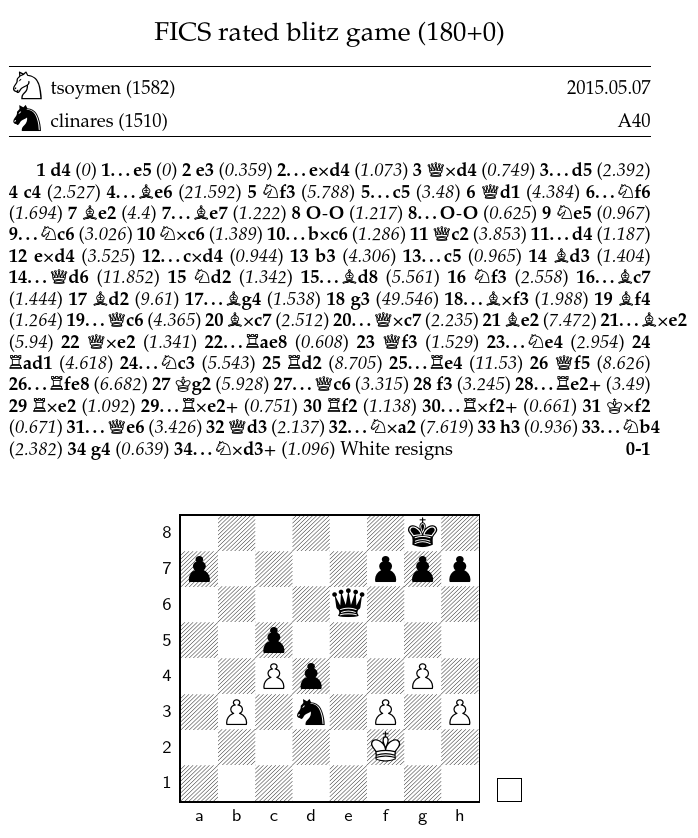 FICS rated blitz game (180+0)
♘ tsoymen (1582) 2015.05.07
♞ clinares (1510) A40
1 d4 (0) 1...e5 (0) 2 e3 (0.359) 2...e×d4 (1.073) 3 ♕×d4 (0.749) 3...d5 (2.392)
4 c4 (2.527) 4...♗e6 (21.592) 5 ♘f3 (5.788) 5...c5 (3.48) 6 ♕d1 (4.384) 6...♘f6
(1.694) 7 ♗e2 (4.4) 7...♗e7 (1.222) 8 O-O (1.217) 8...O-O (0.625) 9 ♘e5 (0.967)
9...♘c6 (3.026) 10 ♘×c6 (1.389) 10...b×c6 (1.286) 11 ♕c2 (3.853) 11...d4 (1.187)
12 e×d4 (3.525) 12...c×d4 (0.944) 13 b3 (4.306) 13...c5 (0.965) 14 ♗d3 (1.404)
14...♕d6 (11.852) 15 ♘d2 (1.342) 15...♗d8 (5.561) 16 ♘f3 (2.558) 16...♗c7
(1.444) 17 ♗d2 (9.61) 17...♗g4 (1.538) 18 g3 (49.546) 18...♗×f3 (1.988) 19 ♗f4
(1.264) 19...♕c6 (4.365) 20 ♗×c7 (2.512) 20...♕×c7 (2.235) 21 ♗e2 (7.472) 21...♗×e2
(5.94) 22 ♕×e2 (1.341) 22...♖ae8 (0.608) 23 ♕f3 (1.529) 23...♘e4 (2.954) 24
♖ad1 (4.618) 24...♘c3 (5.543) 25 ♖d2 (8.705) 25...♖e4 (11.53) 26 ♕f5 (8.626)
26...♖fe8 (6.682) 27 ♔g2 (5.928) 27...♕c6 (3.315) 28 f3 (3.245) 28...♖e2+ (3.49)
29 ♖×e2 (1.092) 29...♖×e2+ (0.751) 30 ♖f2 (1.138) 30...♖×f2+ (0.661) 31 ♔×f2
(0.671) 31...♕e6 (3.426) 32 ♕d3 (2.137) 32...♘×a2 (7.619) 33 h3 (0.936) 33...♘b4
(2.382) 34 g4 (0.639) 34...♘×d3+ (1.096) White resigns 0-1
8
7
6
5
4
3
2
1
a b c d e f g h